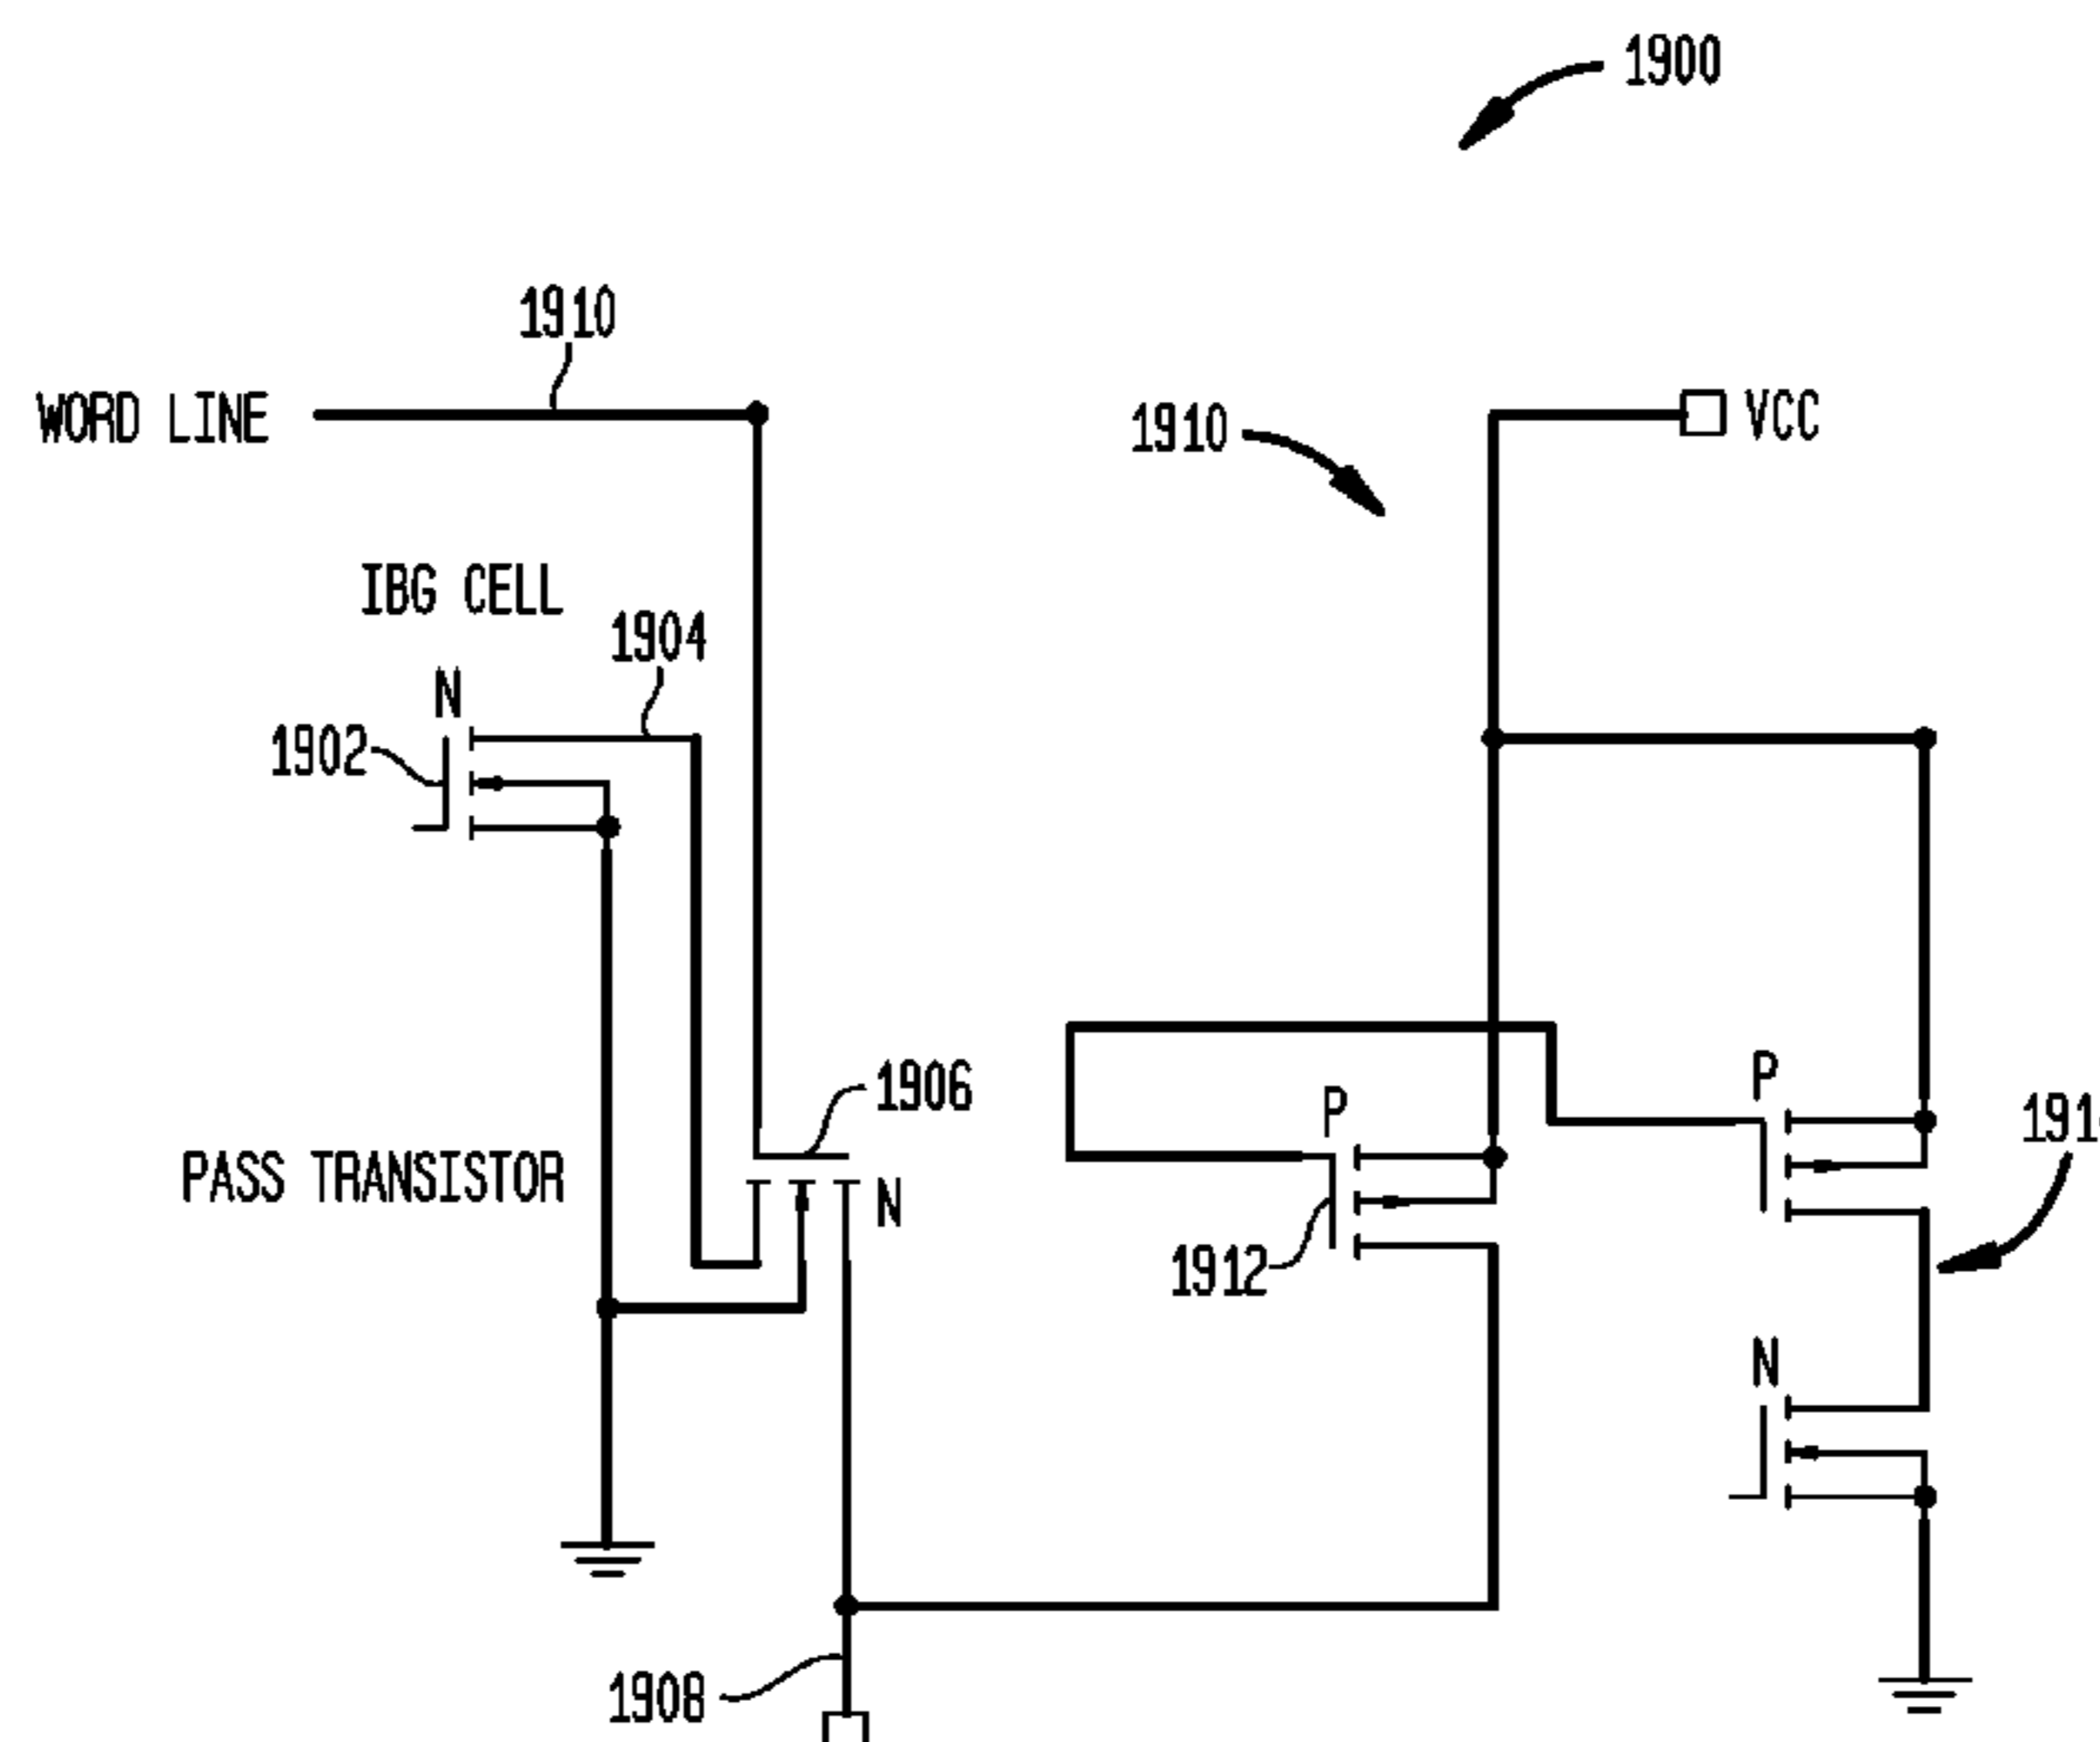 1900
1910
WORD LINE
1910
VCC
IBG CELL
1904
N
1902
1906
P
P
PASS TRANSISTOR
N
1912
N
1908